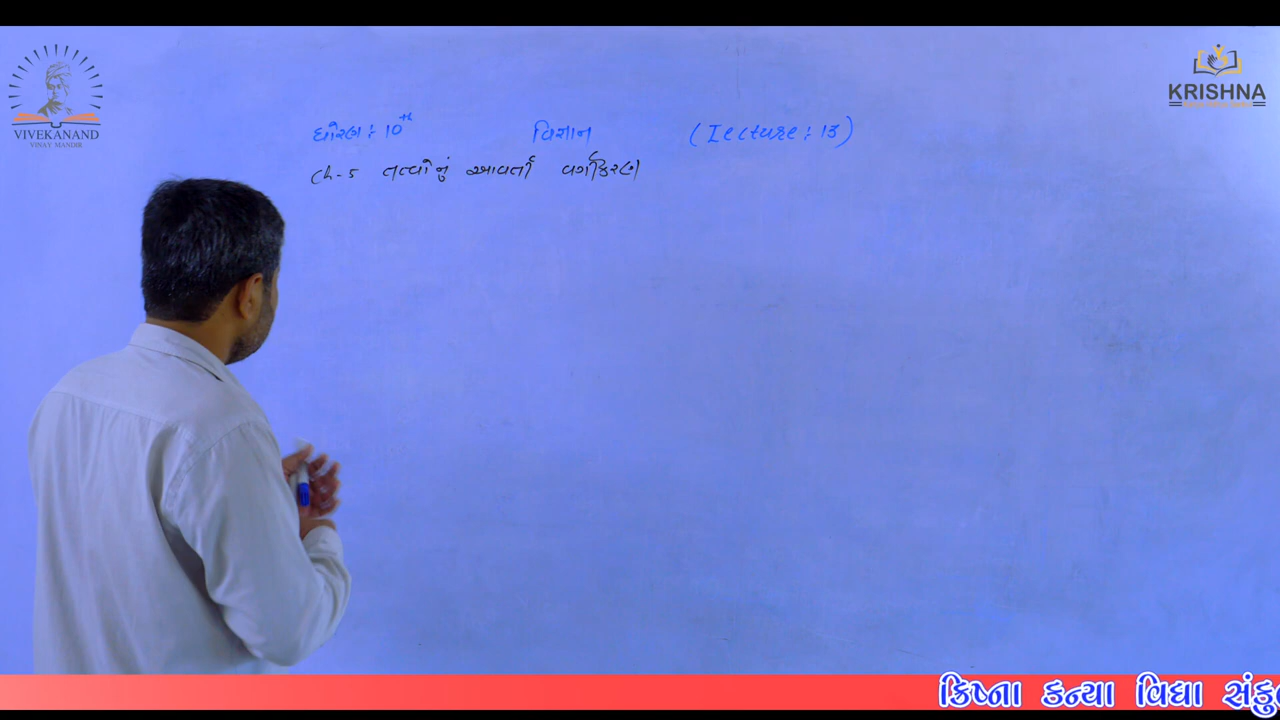 VIVEKANAND
VINAY MANDIR
KRISHNA
ધોરણ : 10th વિજ્ઞાન (Lecture : 13)
Ch-5 તત્વોનું આવર્તી વર્ગીકરણ
ક્રિષ્ના કન્યા વિદ્યા સંકુલ